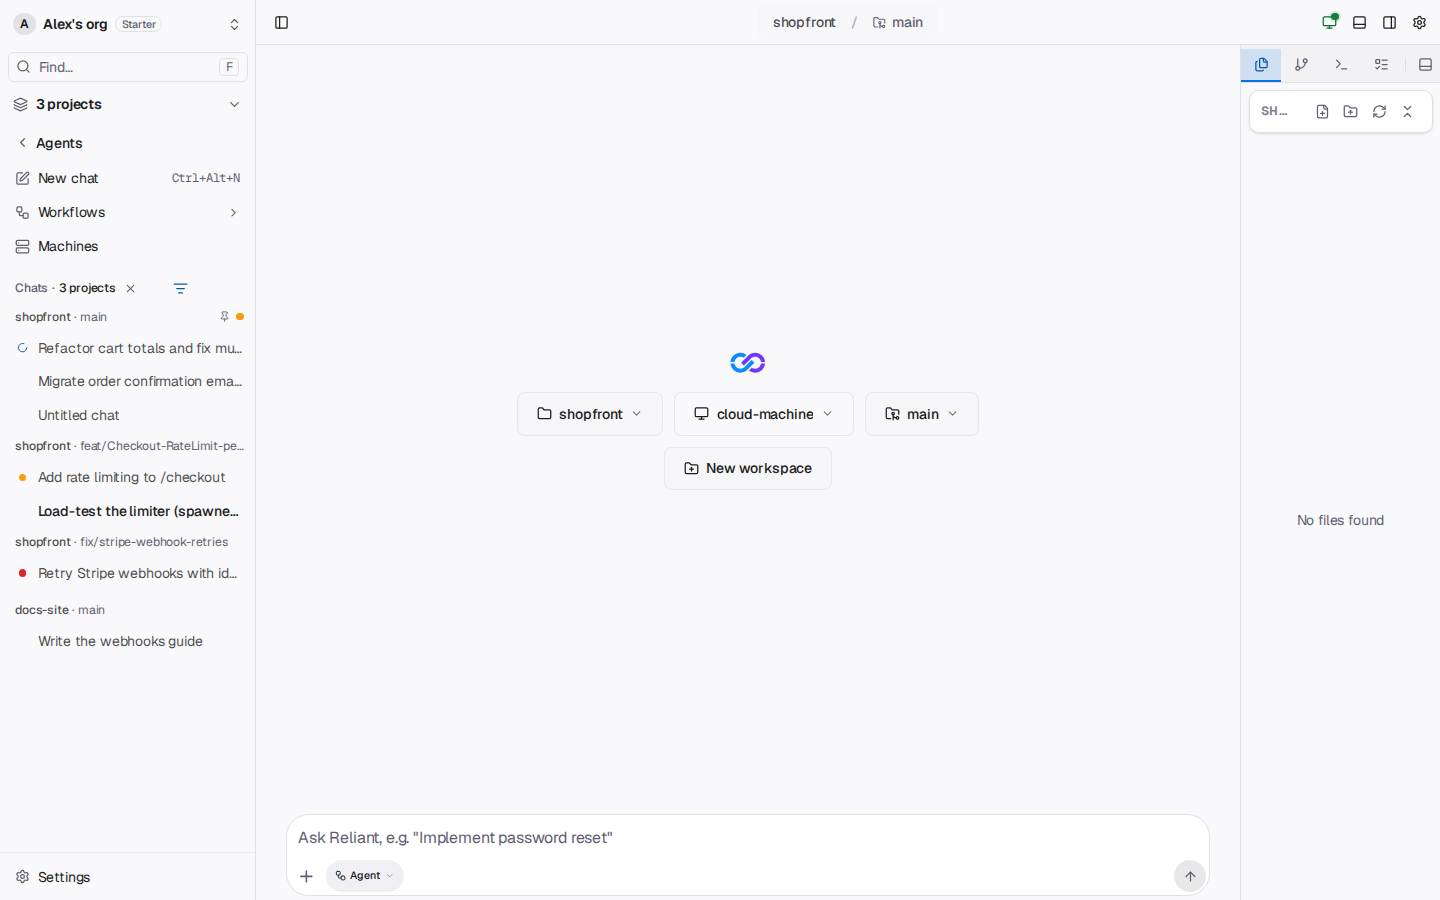 A Alex's org Starter
Find... F
3 projects
Agents
New chat Ctrl+Alt+N
Workflows
Machines
Chats · 3 projects
shopfront · main
Refactor cart totals and fix mu...
Migrate order confirmation ema...
Untitled chat
shopfront · feat/Checkout-RateLimit-pe...
Add rate limiting to /checkout
Load-test the limiter (spawne...
shopfront · fix/stripe-webhook-retries
Retry Stripe webhooks with id...
docs-site · main
Write the webhooks guide
Settings
shopfront / main
shopfront
cloud-machine
main
New workspace
Ask Reliant, e.g. "Implement password reset"
Agent
SH...
No files found